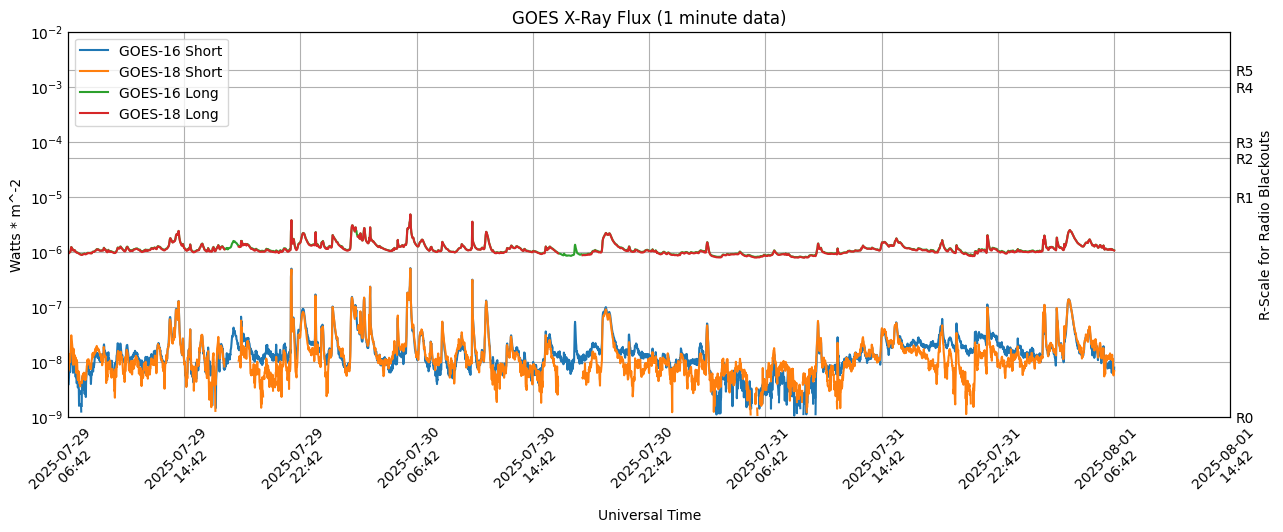 GOES X-Ray Flux (1 minute data)
GOES-16 Short
GOES-18 Short
GOES-16 Long
GOES-18 Long
Watts * m^-2
10^-2
10^-3
10^-4
10^-5
10^-6
10^-7
10^-8
10^-9
R5
R4
R3
R2
R1
R0
R-Scale for Radio Blackouts
2025-07-29
06:42
2025-07-29
14:42
2025-07-29
22:42
2025-07-30
06:42
2025-07-30
14:42
2025-07-30
22:42
2025-07-31
06:42
2025-07-31
14:42
2025-07-31
22:42
2025-08-01
06:42
2025-08-01
14:42
Universal Time